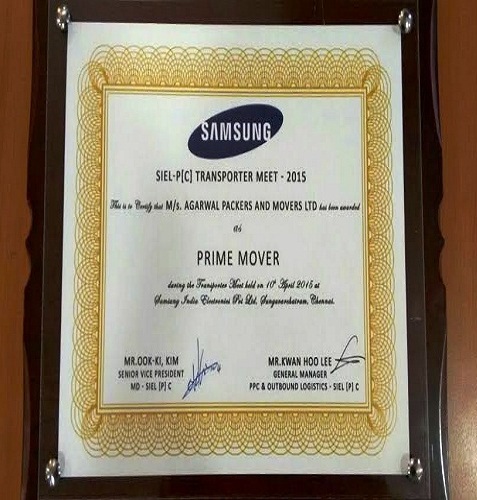 SAMSUNG
SIEL-P[C] TRANSPORTER MEET - 2015
This is to Certify that M/s. AGARWAL PACKERS AND MOVERS LTD has been awarded
as
PRIME MOVER
during the Transporter Meet held on 10th April 2015 at
Samsung India Electronics Pvt Ltd, Sunguvarchatram, Chennai.
MR.OOK-KI, KIM
SENIOR VICE PRESIDENT
MD - SIEL [P] C
MR.KWAN HOO LEE
GENERAL MANAGER
PPC & OUTBOUND LOGISTICS - SIEL [P] C